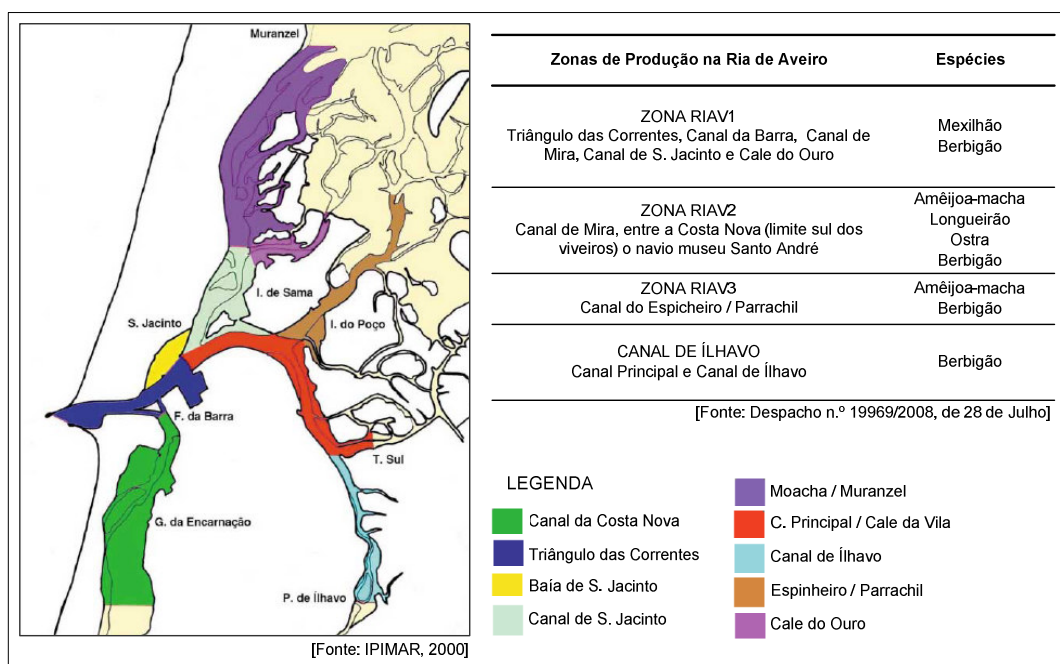 Muranzel
I. de Sama
S. Jacinto
I. do Poço
F. da Barra
T. Sul
G. da Encarnação
P. de Ílhavo
[Fonte: IPIMAR, 2000]
Zonas de Produção na Ria de Aveiro
Espécies
ZONA RIAV1
Triângulo das Correntes, Canal da Barra, Canal de
Mira, Canal de S. Jacinto e Cale do Ouro
Mexilhão
Berbigão
ZONA RIAV2
Canal de Mira, entre a Costa Nova (limite sul dos
viveiros) o navio museu Santo André
Amêijoa-macha
Longueirão
Ostra
Berbigão
ZONA RIAV3
Canal do Espicheiro / Parrachil
Amêijoa-macha
Berbigão
CANAL DE ÍLHAVO
Canal Principal e Canal de Ílhavo
Berbigão
[Fonte: Despacho n.º 19969/2008, de 28 de Julho]
LEGENDA
Canal da Costa Nova
Triângulo das Correntes
Baía de S. Jacinto
Canal de S. Jacinto
Moacha / Muranzel
C. Principal / Cale da Vila
Canal de Ílhavo
Espinheiro / Parrachil
Cale do Ouro